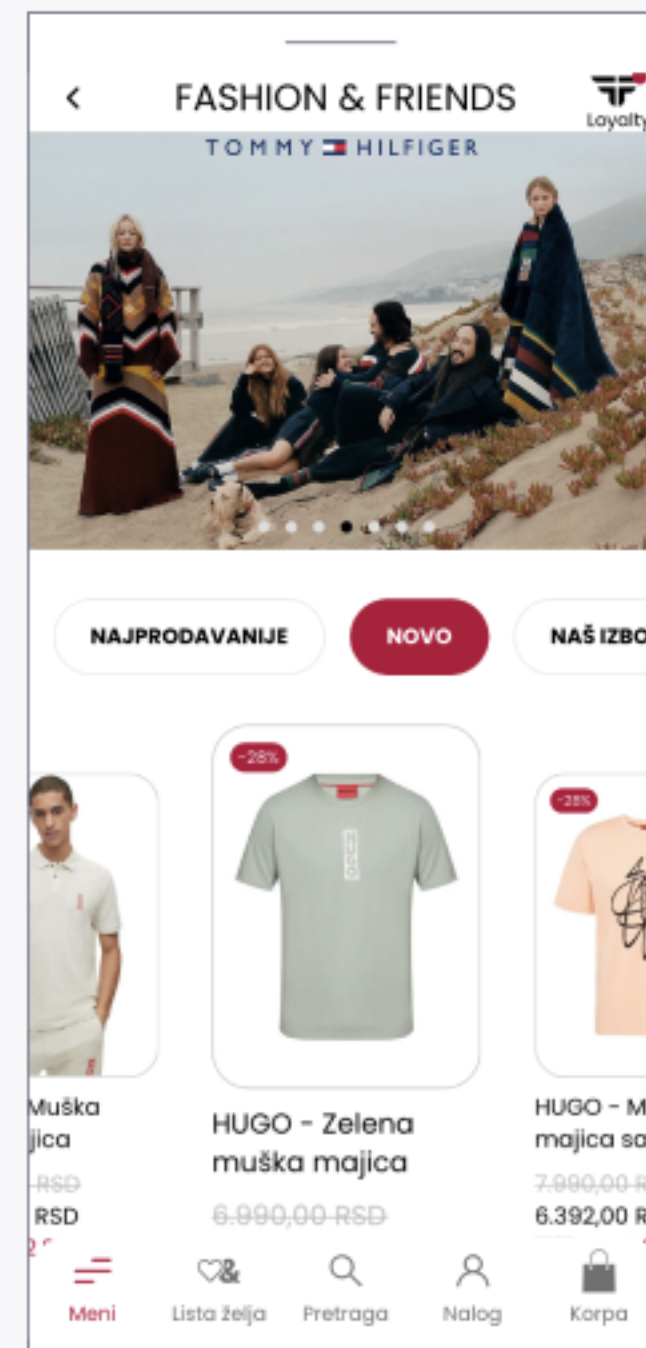 FASHION & FRIENDS
Loyalty
TOMMY HILFIGER
NAJPRODAVANIJE
NOVO
NAŠ IZBO
-28%
HUGO
-28%
Muška
jica
RSD
RSD
HUGO - Zelena
muška majica
6.990,00 RSD
HUGO - M
majica sa
7.990,00 R
6.392,00 R
Meni
Lista želja
Pretraga
Nalog
Korpa